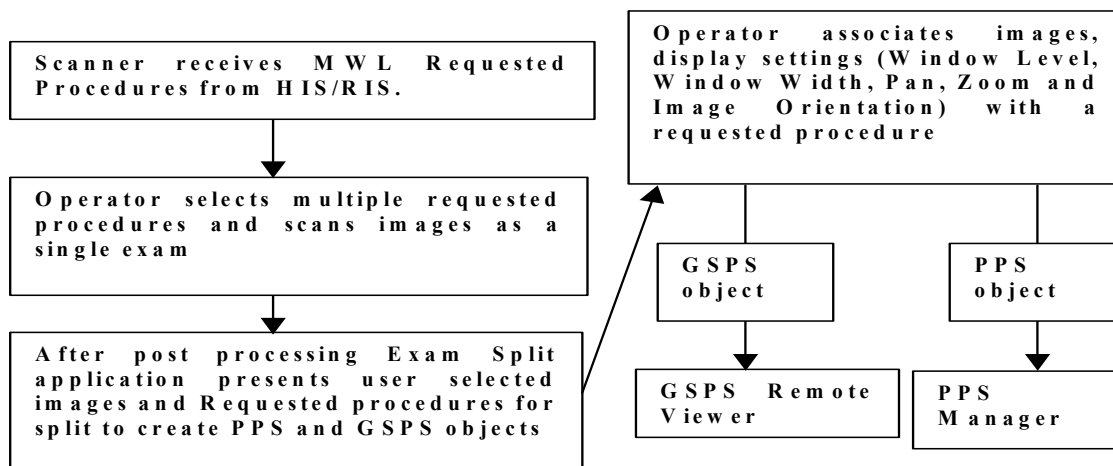 Scanner receives MWL Requested
Procedures from HIS/RIS.
Operator selects multiple requested
procedures and scans images as a
single exam
After post processing Exam Split
application presents user selected
images and Requested procedures for
split to create PPS and GSPS objects
Operator associates images,
display settings (Window Level,
Window Width, Pan, Zoom and
Image Orientation) with a
requested procedure
GSPS
object
PPS
object
GSPS Remote
Viewer
PPS
Manager